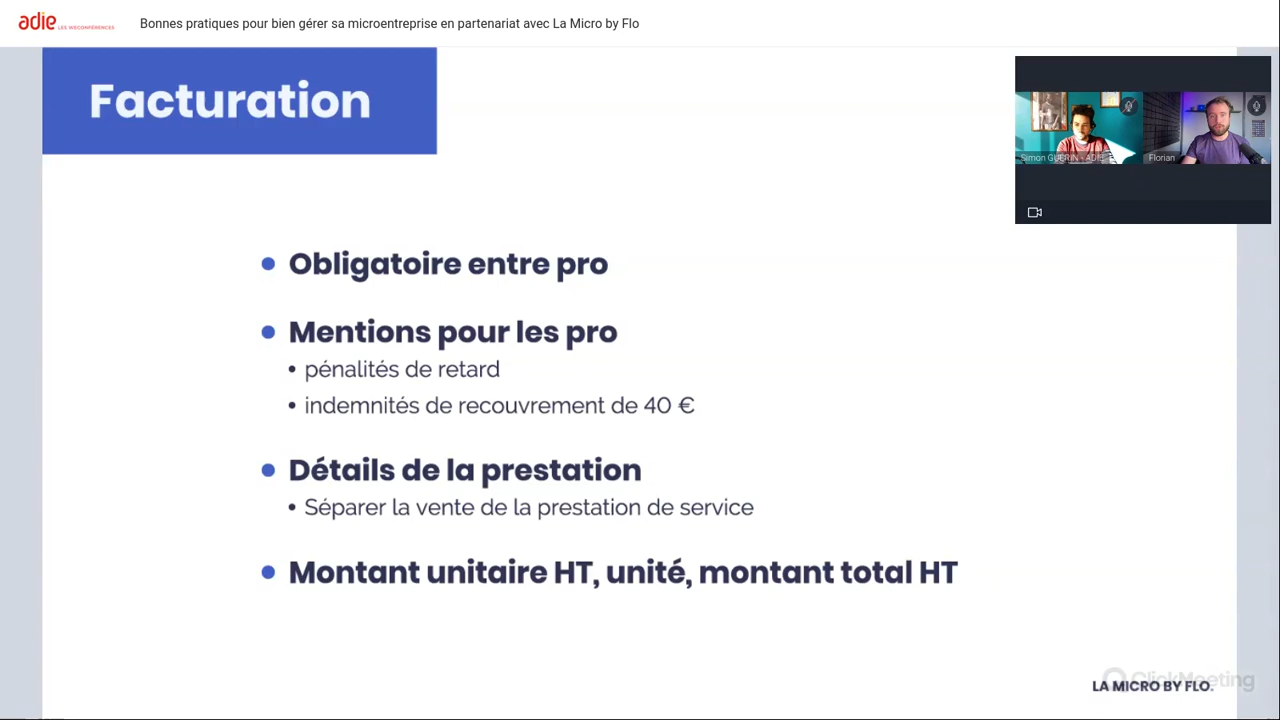 adie LES WEBCONFÉRENCES
Bonnes pratiques pour bien gérer sa microentreprise en partenariat avec La Micro by Flo
Facturation
Simon GUERIN - ADIE
Florian
Obligatoire entre pro
Mentions pour les pro
pénalités de retard
indemnités de recouvrement de 40 €
Détails de la prestation
Séparer la vente de la prestation de service
Montant unitaire HT, unité, montant total HT
ClickMeeting
LA MICRO BY FLO.